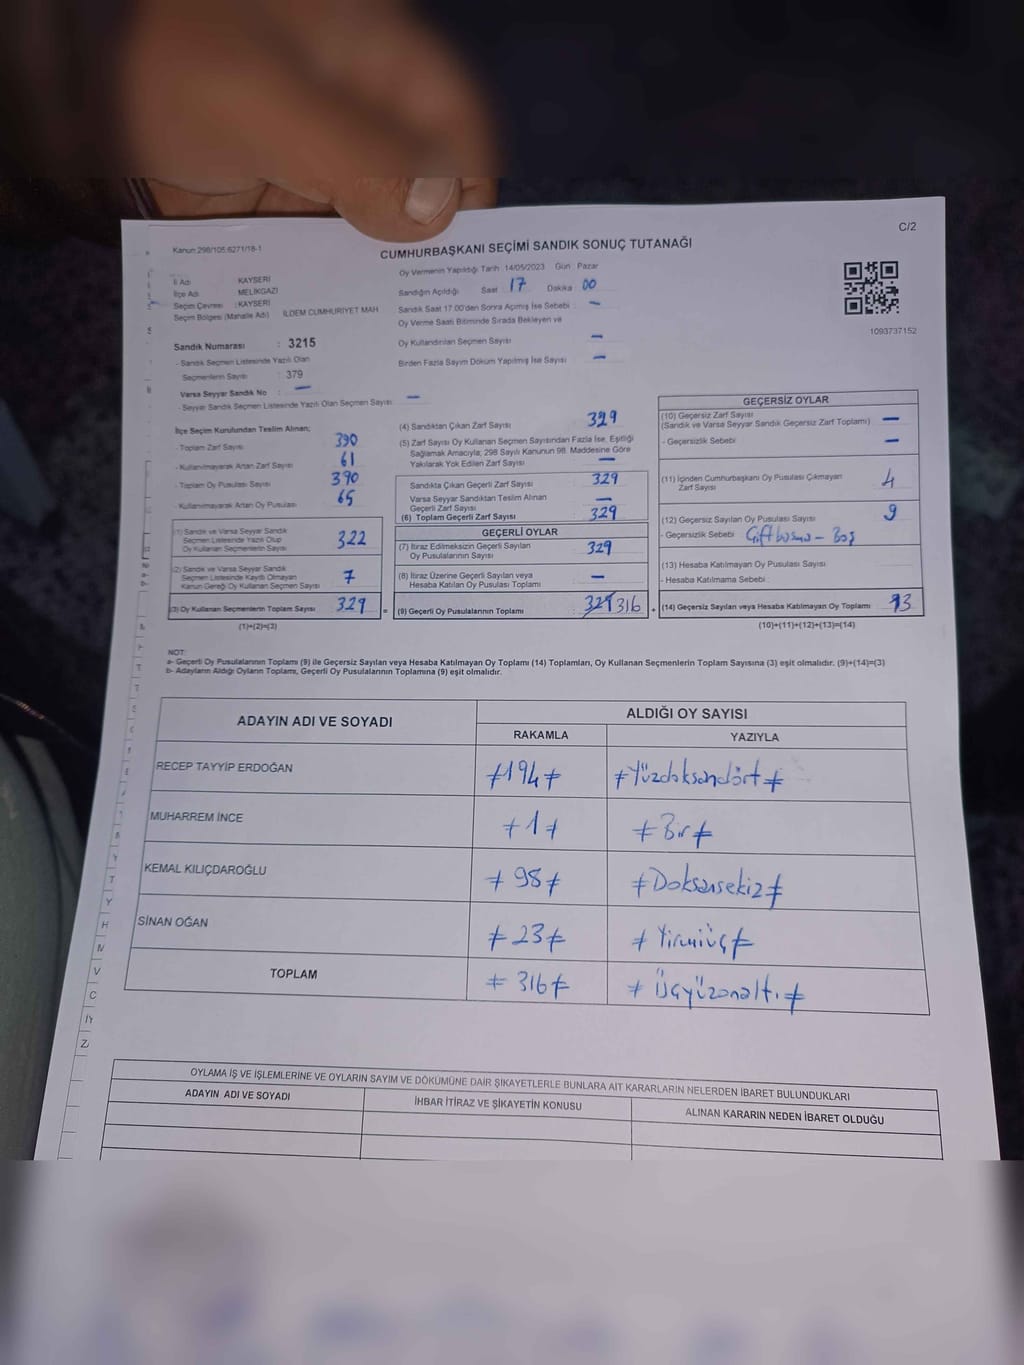 C/2
Kanun:298/105:6271/18-1
CUMHURBAŞKANI SEÇİMİ SANDIK SONUÇ TUTANAĞI
İl Adı KAYSERİ
İlçe Adı MELİKGAZİ
Seçim Çevresi : KAYSERİ
Seçim Bölgesi (Mahalle Adı) İLDEM CUMHURİYET MAH
Sandık Numarası : 3215
- Sandık Seçmen Listesinde Yazılı Olan
Seçmenlerin Sayısı : 379
Varsa Seyyar Sandık No : –
- Seyyar Sandık Seçmen Listesinde Yazılı Olan Seçmen Sayısı –
Oy Vermenin Yapıldığı Tarih 14/05/2023 Gün Pazar
Sandığın Açıldığı Saat 17 Dakika 00
Sandık Saat 17.00'den Sonra Açılmış İse Sebebi –
Oy Verme Saati Bitiminde Sırada Bekleyen ve
Oy Kullandırılan Seçmen Sayısı –
Birden Fazla Sayım Döküm Yapılmış İse Sayısı –
1093737152
İlçe Seçim Kurulundan Teslim Alınan;
- Toplam Zarf Sayısı 390
- Kullanılmayarak Artan Zarf Sayısı 61
- Toplam Oy Pusulası Sayısı 390
- Kullanılmayarak Artan Oy Pusulası 65
(1) Sandık ve Varsa Seyyar Sandık
Seçmen Listesinde Yazılı Olup
Oy Kullanan Seçmenlerin Sayısı 322
(2) Sandık ve Varsa Seyyar Sandık
Seçmen Listesinde Kayıtlı Olmayan
Kanun Gereği Oy Kullanan Seçmen Sayısı 7
(3) Oy Kullanan Seçmenlerin Toplam Sayısı 329 =
(1)+(2)=(3)
(4) Sandıktan Çıkan Zarf Sayısı 329
(5) Zarf Sayısı Oy Kullanan Seçmen Sayısından Fazla İse, Eşitliği
Sağlamak Amacıyla; 298 Sayılı Kanunun 98. Maddesine Göre
Yakılarak Yok Edilen Zarf Sayısı –
Sandıkta Çıkan Geçerli Zarf Sayısı 329
Varsa Seyyar Sandıktan Teslim Alınan
Geçerli Zarf Sayısı –
(6) Toplam Geçerli Zarf Sayısı 329
GEÇERLİ OYLAR
(7) İtiraz Edilmeksizin Geçerli Sayılan
Oy Pusulalarının Sayısı 329
(8) İtiraz Üzerine Geçerli Sayılan veya
Hesaba Katılan Oy Pusulası Toplamı –
(9) Geçerli Oy Pusulalarının Toplamı : 329 316 +
GEÇERSİZ OYLAR
(10) Geçersiz Zarf Sayısı
(Sandık ve Varsa Seyyar Sandık Geçersiz Zarf Toplamı) –
- Geçersizlik Sebebi –
(11) İçinden Cumhurbaşkanı Oy Pusulası Çıkmayan
Zarf Sayısı 4
(12) Geçersiz Sayılan Oy Pusulası Sayısı 9
- Geçersizlik Sebebi Çift basma – Boş
(13) Hesaba Katılmayan Oy Pusulası Sayısı
- Hesaba Katılmama Sebebi
(14) Geçersiz Sayılan veya Hesaba Katılmayan Oy Toplamı 13
(10)+(11)+(12)+(13)=(14)
NOT:
a- Geçerli Oy Pusulalarının Toplamı (9) ile Geçersiz Sayılan veya Hesaba Katılmayan Oy Toplamı (14) Toplamları, Oy Kullanan Seçmenlerin Toplam Sayısına (3) eşit olmalıdır. (9)+(14)=(3)
b- Adayların Aldığı Oyların Toplamı, Geçerli Oy Pusulalarının Toplamına (9) eşit olmalıdır.
ADAYIN ADI VE SOYADI ALDIĞI OY SAYISI
RAKAMLA YAZIYLA
RECEP TAYYİP ERDOĞAN ≠194≠ ≠Yüzdoksandört≠
MUHARREM İNCE +1+ ≠Bir≠
KEMAL KILIÇDAROĞLU +98≠ ≠Doksansekiz≠
SİNAN OĞAN ≠23≠ ≠Yirmiüç≠
TOPLAM ≠316≠ ≠Üçyüzonaltı≠
OYLAMA İŞ VE İŞLEMLERİNE VE OYLARIN SAYIM VE DÖKÜMÜNE DAİR ŞİKAYETLERLE BUNLARA AİT KARARLARIN NELERDEN İBARET BULUNDUKLARI
ADAYIN ADI VE SOYADI İHBAR İTİRAZ VE ŞİKAYETİN KONUSU ALINAN KARARIN NEDEN İBARET OLDUĞU